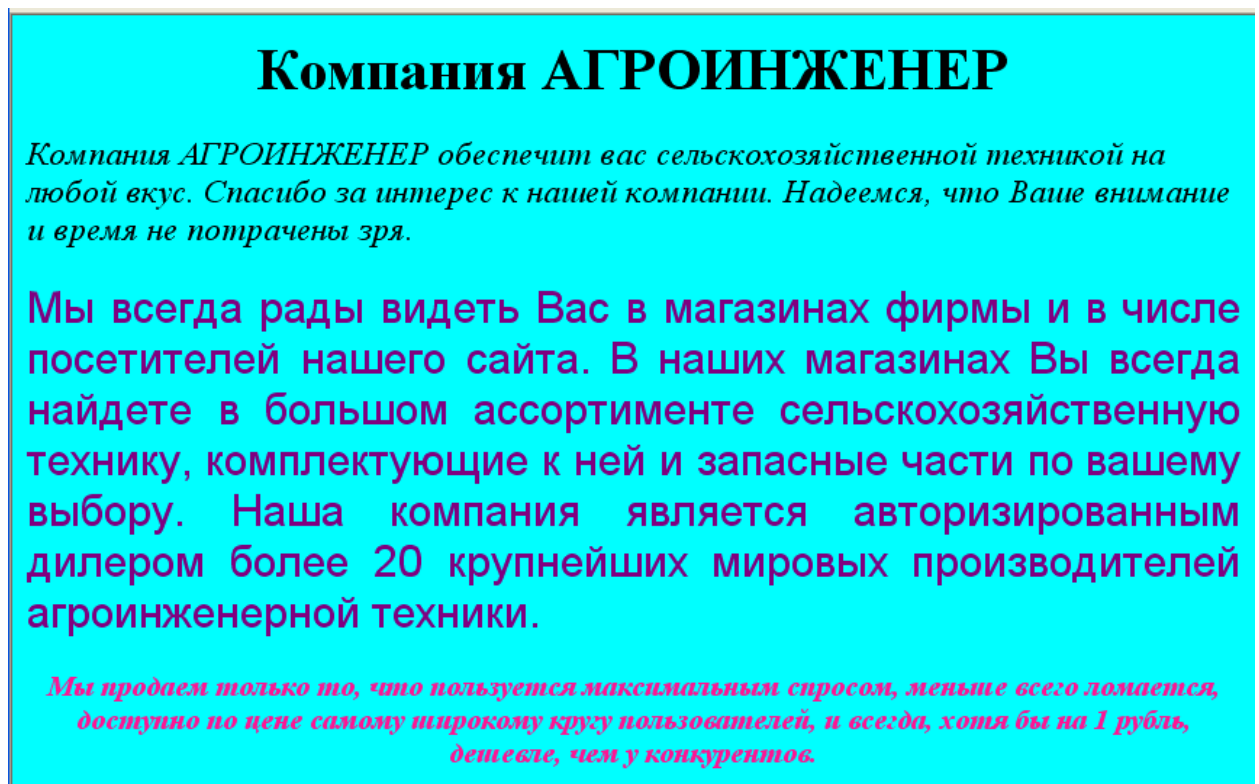 Компания АГРОИНЖЕНЕР
Компания АГРОИНЖЕНЕР обеспечит вас сельскохозяйственной техникой на
любой вкус. Спасибо за интерес к нашей компании. Надеемся, что Ваше внимание
и время не потрачены зря.
Мы всегда рады видеть Вас в магазинах фирмы и в числе
посетителей нашего сайта. В наших магазинах Вы всегда
найдете в большом ассортименте сельскохозяйственную
технику, комплектующие к ней и запасные части по вашему
выбору. Наша компания является авторизированным
дилером более 20 крупнейших мировых производителей
агроинженерной техники.
Мы продаем только то, что пользуется максимальным спросом, меньше всего ломается,
доступно по цене самому широкому кругу пользователей, и всегда, хотя бы на 1 рубль,
дешевле, чем у конкурентов.